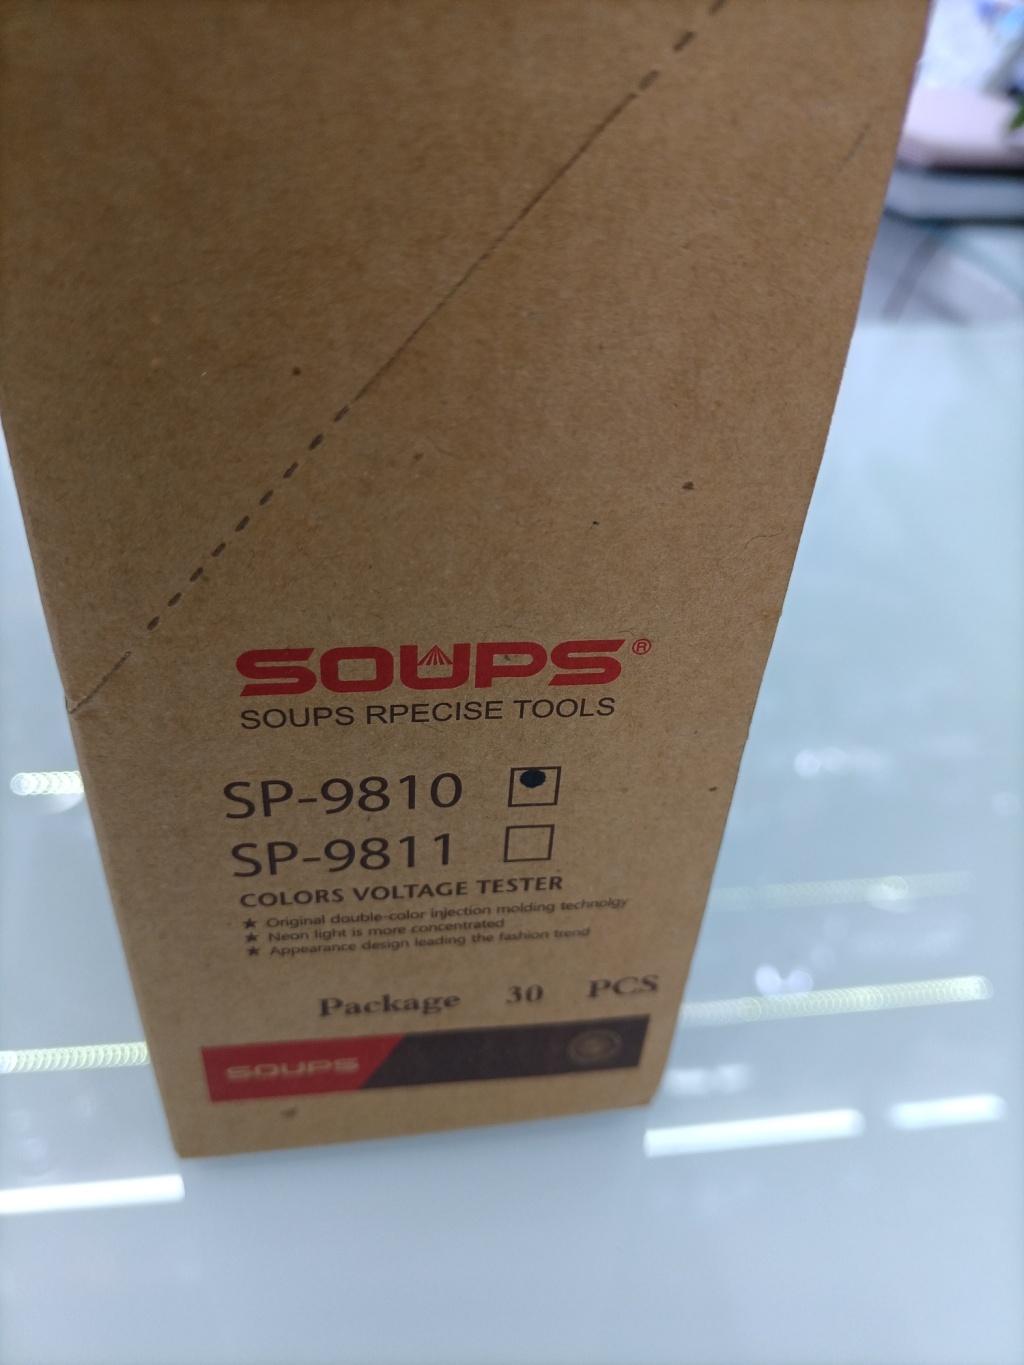 SOUPS®
SOUPS RPECISE TOOLS
SP-9810
SP-9811
COLORS VOLTAGE TESTER
★ Original double-color injection molding technolgy
★ Neon light is more concentrated
★ Appearance design leading the fashion trend
Package 30 PCS
SOUPS